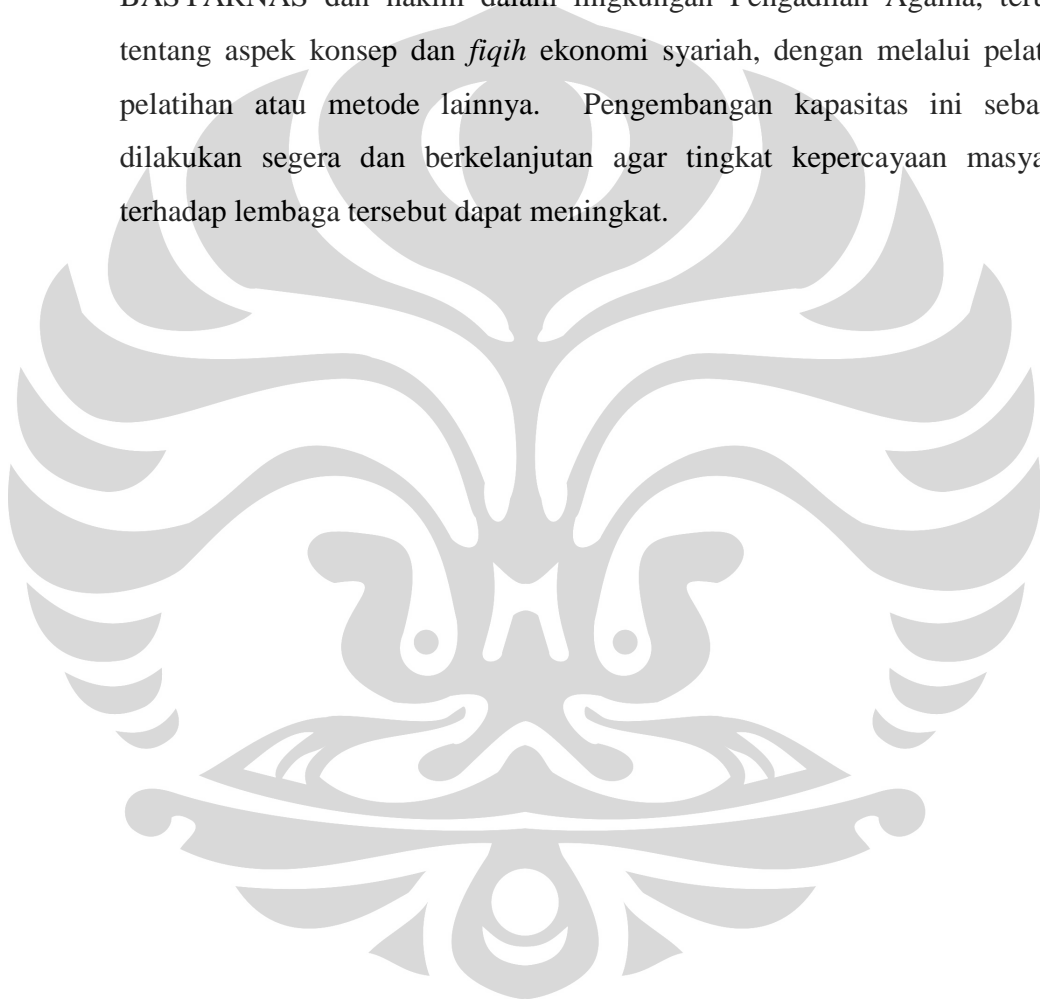 BASYARNAS dan hakim dalam lingkungan Pengadilan Agama,
tentang aspek konsep dan fiqih ekonomi syariah, dengan melalui
pelatihan atau metode lainnya. Pengembangan kapasitas ini
dilakukan segera dan berkelanjutan agar tingkat kepercayaan
terhadap lembaga tersebut dapat meningkat.